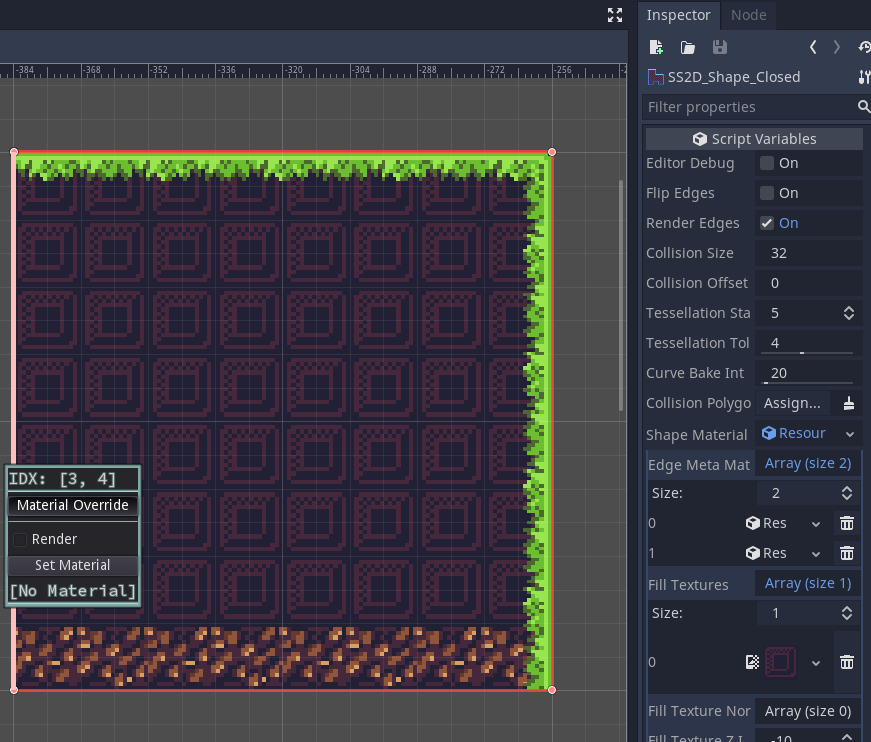 Inspector Node
SS2D_Shape_Closed
Filter properties
Script Variables
Editor Debug On
Flip Edges On
Render Edges On
Collision Size 32
Collision Offset 0
Tessellation Sta 5
Tessellation Tol 4
Curve Bake Int 20
Collision Polygo Assign...
Shape Material Resour
Edge Meta Mat Array (size 2)
Size: 2
0 Res
1 Res
Fill Textures Array (size 1)
Size: 1
0
Fill Texture Nor Array (size 0)
Fill Texture Z I -10
-384 -368 -352 -336 -320 -304 -288 -272 -256
IDX: [3, 4]
Material Override
Render
Set Material
[No Material]